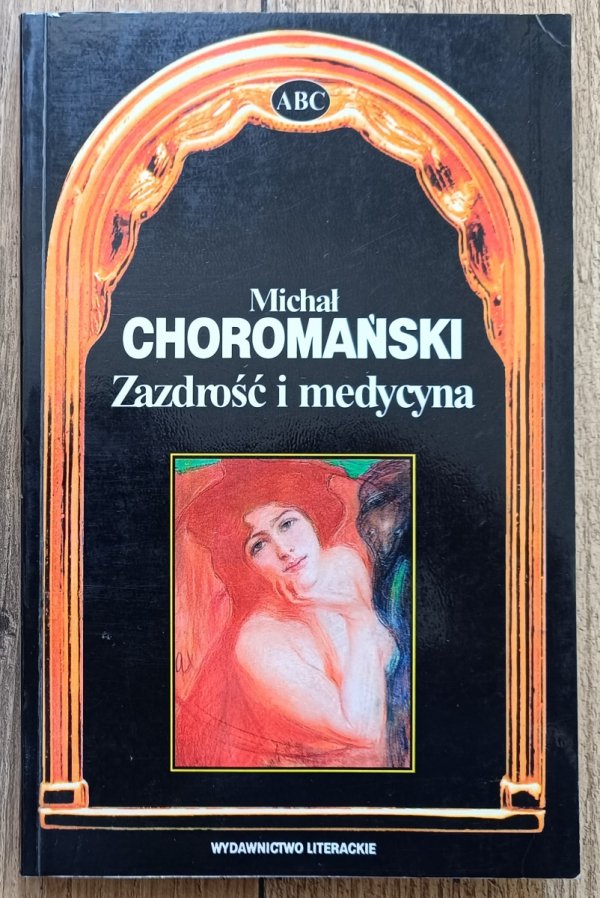 ABC
Michał
CHOROMAŃSKI
Zazdrość i medycyna
WYDAWNICTWO LITERACKIE